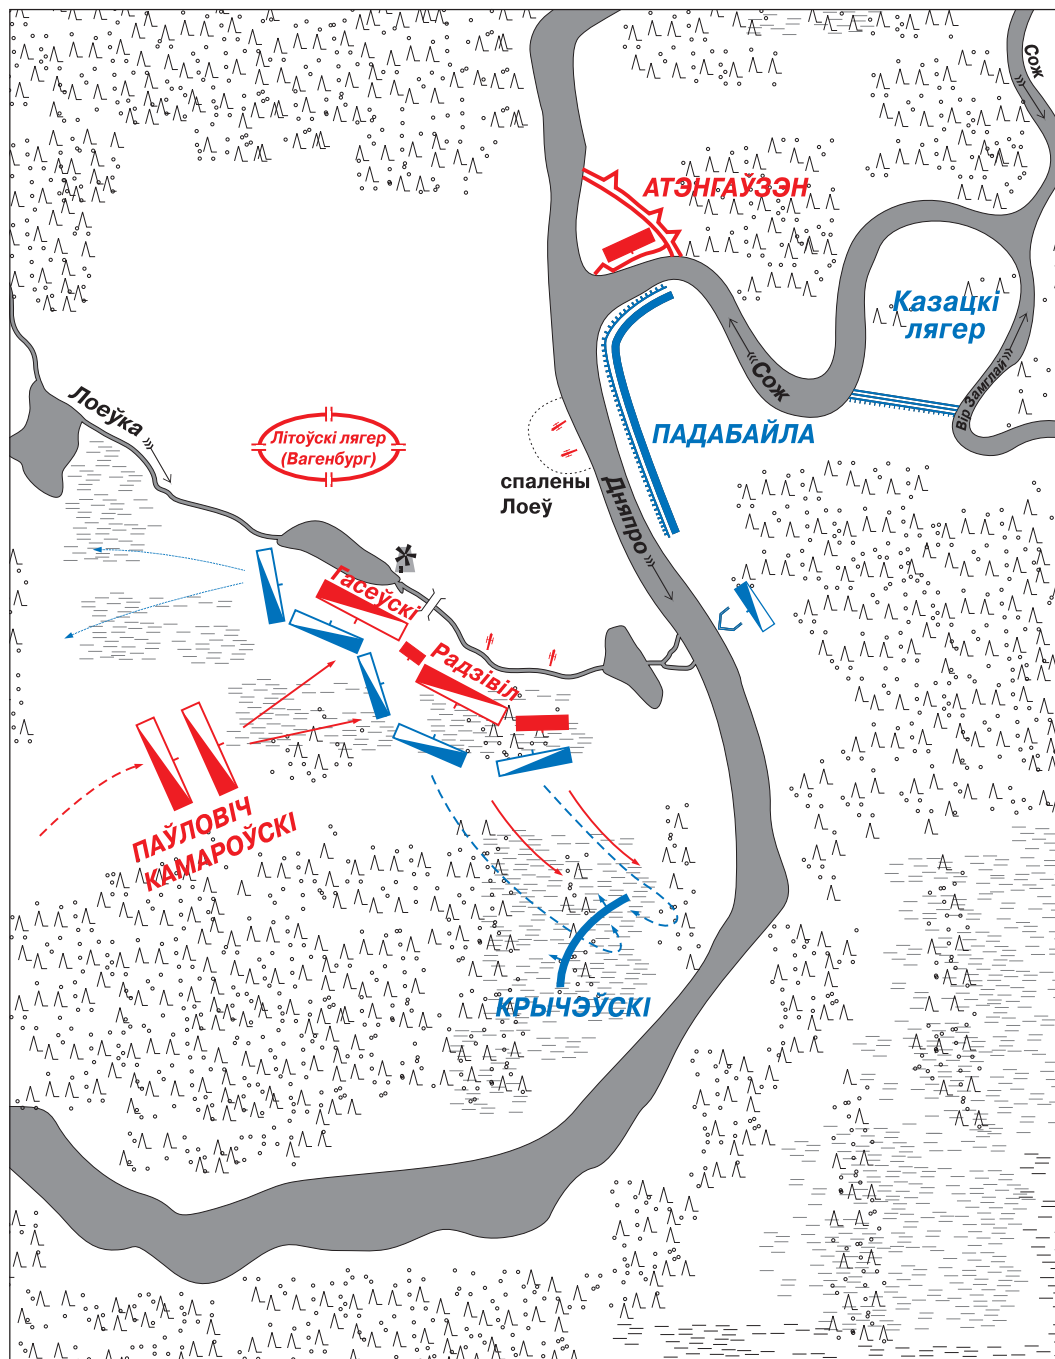 Сож
АТЭНГАЎЗЭН
Казацкі
лягер
Сож
Вір Замглай
Лоеўка
Літоўскі лягер
(Вагенбург)
ПАДАБАЙЛА
спалены
Лоеў
Дняпро
Гасеўскі
Радзівіл
ПАЎЛОВІЧ
КАМАРОЎСКІ
КРЫЧЭЎСКІ